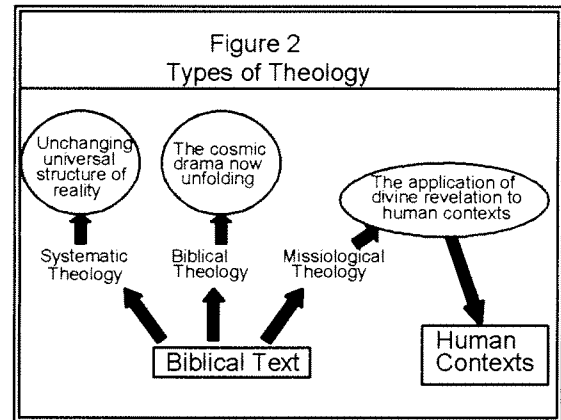 Figure 2
Types of Theology
Unchanging
universal
structure of
reality
The cosmic
drama now
unfolding
The application of
divine revelation to
human contexts
Systematic
Theology
Biblical
Theology
Missiological
Theology
Biblical Text
Human
Contexts